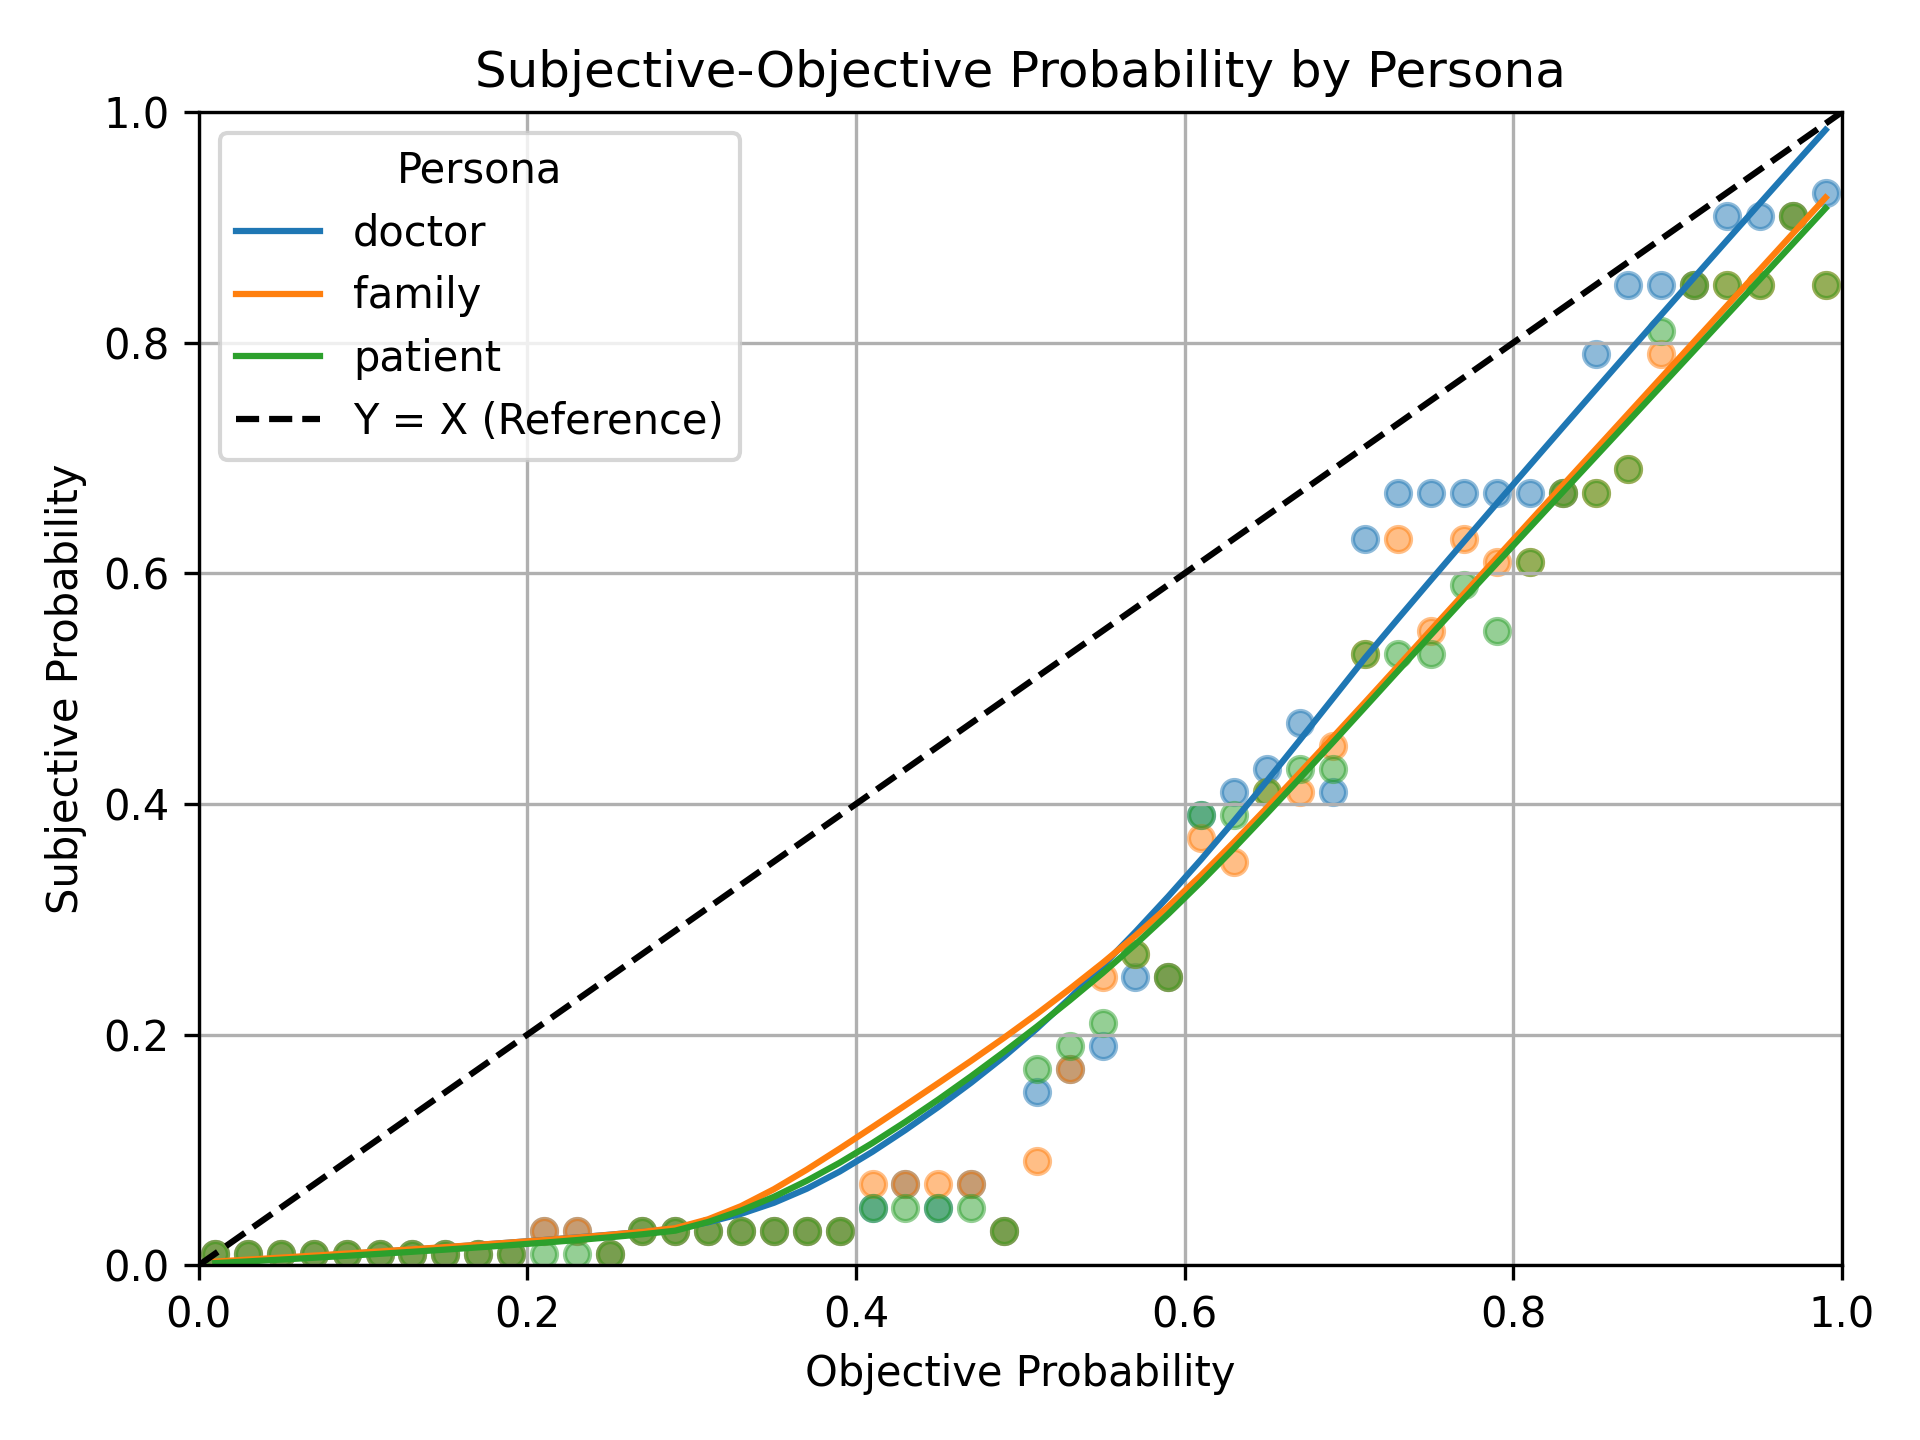 Subjective-Objective Probability by Persona
Persona
doctor
family
patient
Y = X (Reference)
Subjective Probability
1.0
0.8
0.6
0.4
0.2
0.0
0.0 0.2 0.4 0.6 0.8 1.0
Objective Probability